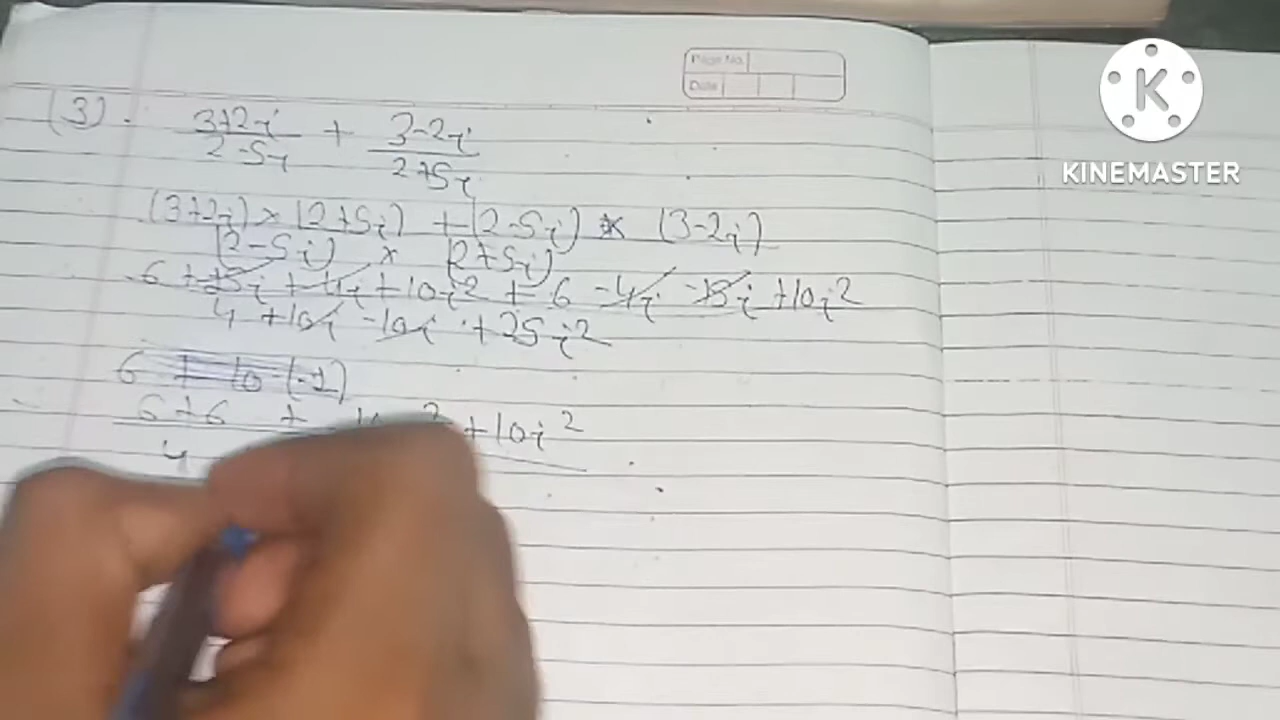 Page No.
Date
K
KINEMASTER
(3). 3+2i/2-5i + 3-2i/2+5i
(3+2i) × (2+5i) + (2-5i) × (3-2i)
(2-5i) × (2+5i)
6 + 15i + 4i + 10i² + 6 - 4i - 15i + 10i²
4 + 10i - 10i + 25i²
6 + 10 (-1)
6+6 + 10i² + 10i²
4